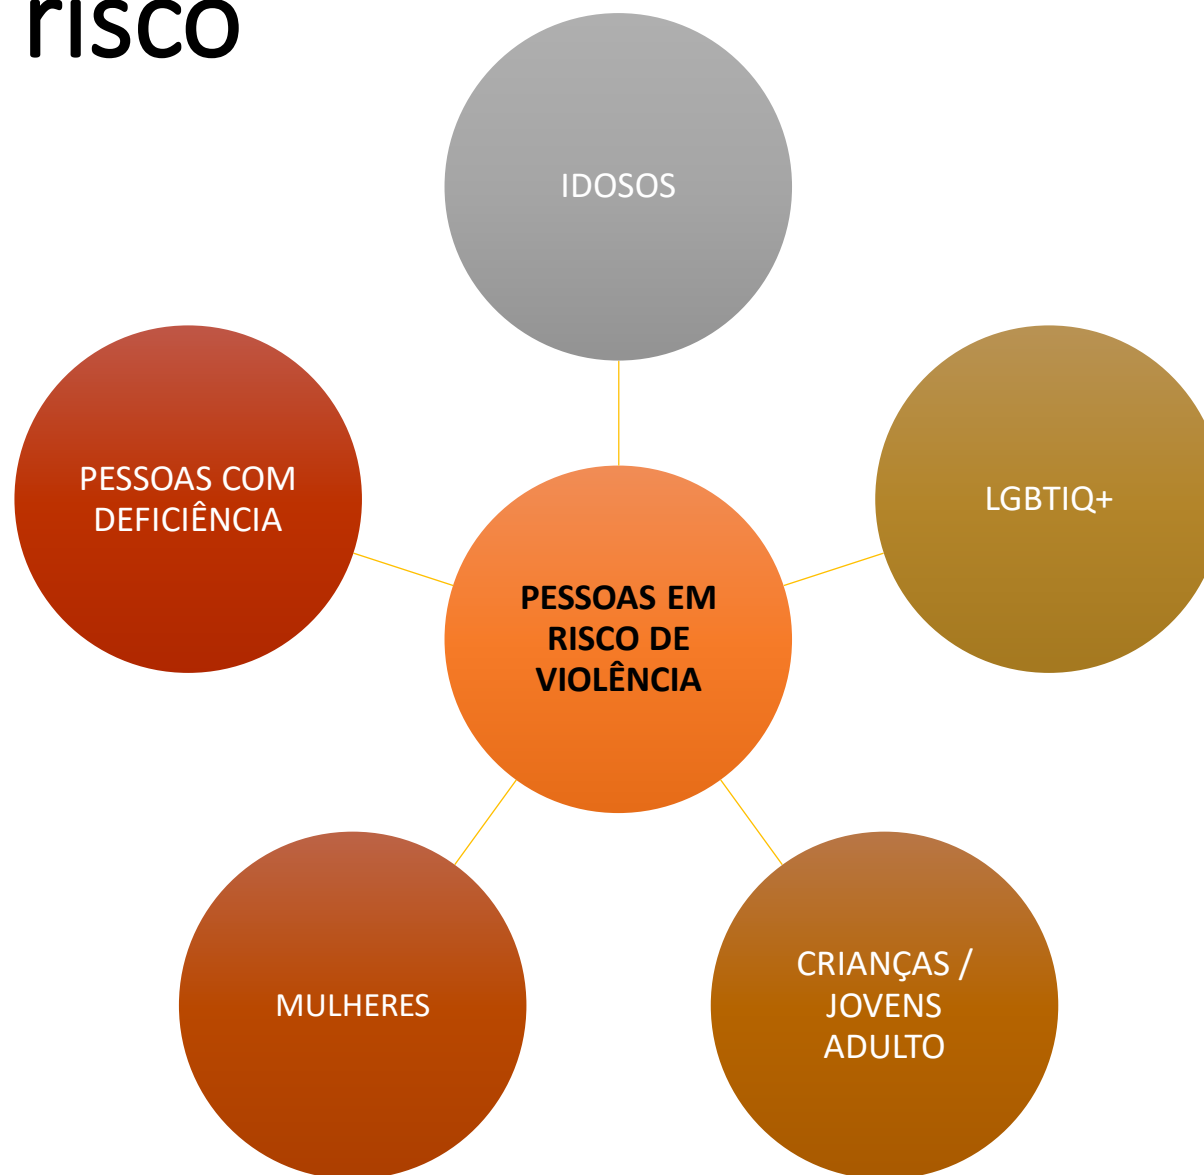 risco
IDOSOS
PESSOAS COM
DEFICIÊNCIA
LGBTIQ+
PESSOAS EM
RISCO DE
VIOLÊNCIA
MULHERES
CRIANÇAS /
JOVENS
ADULTO